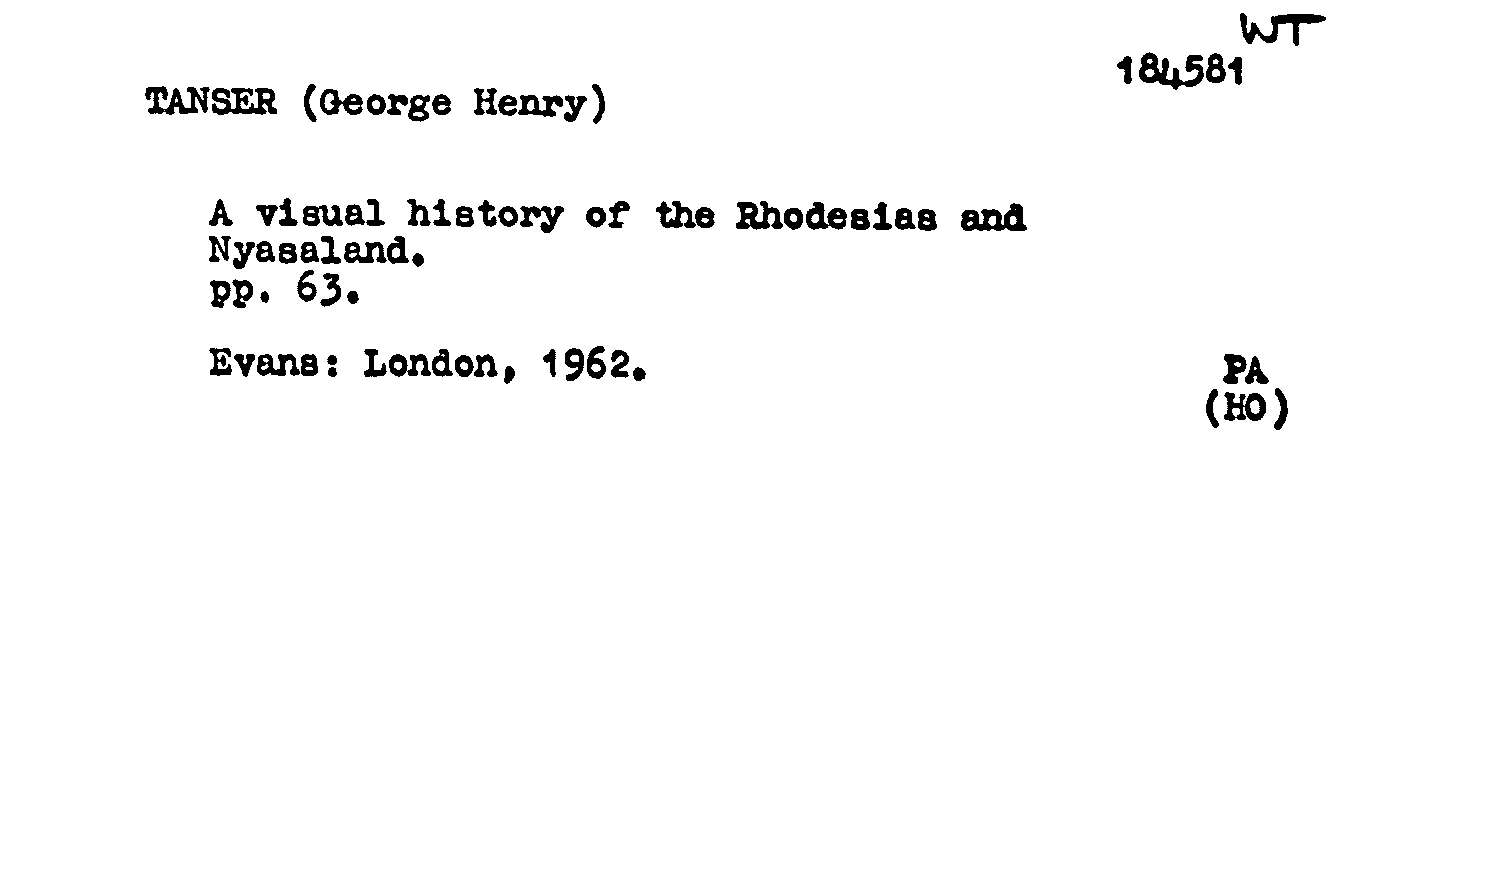 WT
184581
TANSER (George Henry)
A visual history of the Rhodesias and
Nyasaland.
pp. 63.
Evans: London, 1962.
PA
(HO)